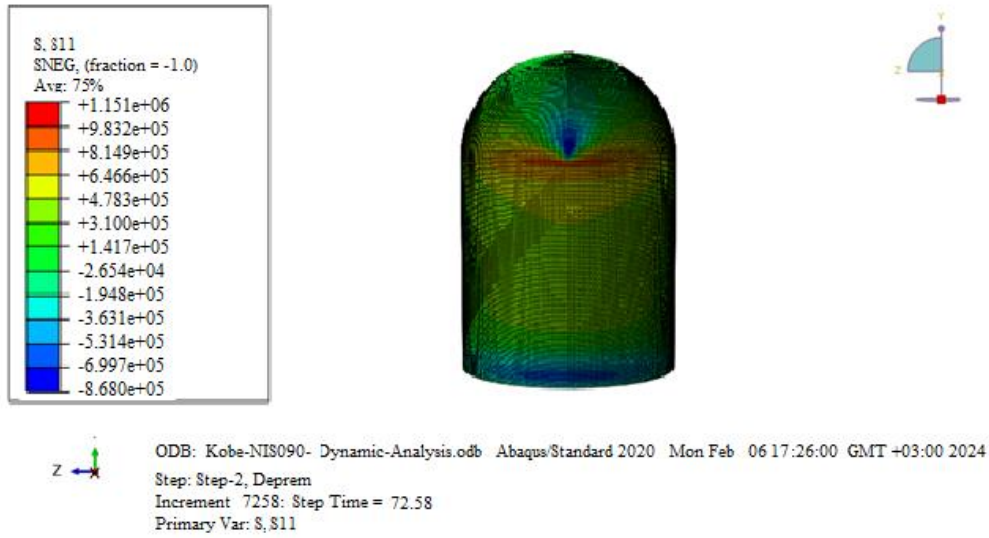 S, S11
SNEG, (fraction = -1.0)
Avg: 75%
+1.151e+06
+9.832e+05
+8.149e+05
+6.466e+05
+4.783e+05
+3.100e+05
+1.417e+05
-2.654e+04
-1.948e+05
-3.631e+05
-5.314e+05
-6.997e+05
-8.680e+05
Y
Z
Z
ODB: Kobe-NIS090- Dynamic-Analysis.odb Abaqus/Standard 2020 Mon Feb 06 17:26:00 GMT +03:00 2024
Step: Step-2, Deprem
Increment 7258: Step Time = 72.58
Primary Var: S, S11